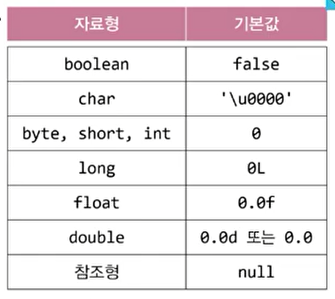 자료형 기본값
boolean false
char '\u0000'
byte, short, int 0
long 0L
float 0.0f
double 0.0d 또는 0.0
참조형 null